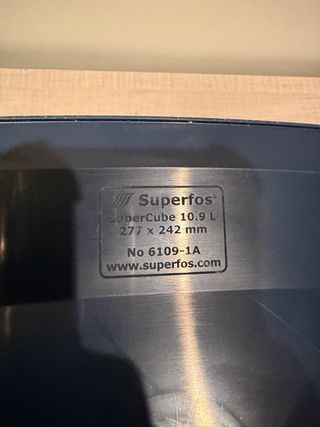 Superfos®
SuperCube 10.9 L
277 x 242 mm
No 6109-1A
www.superfos.com